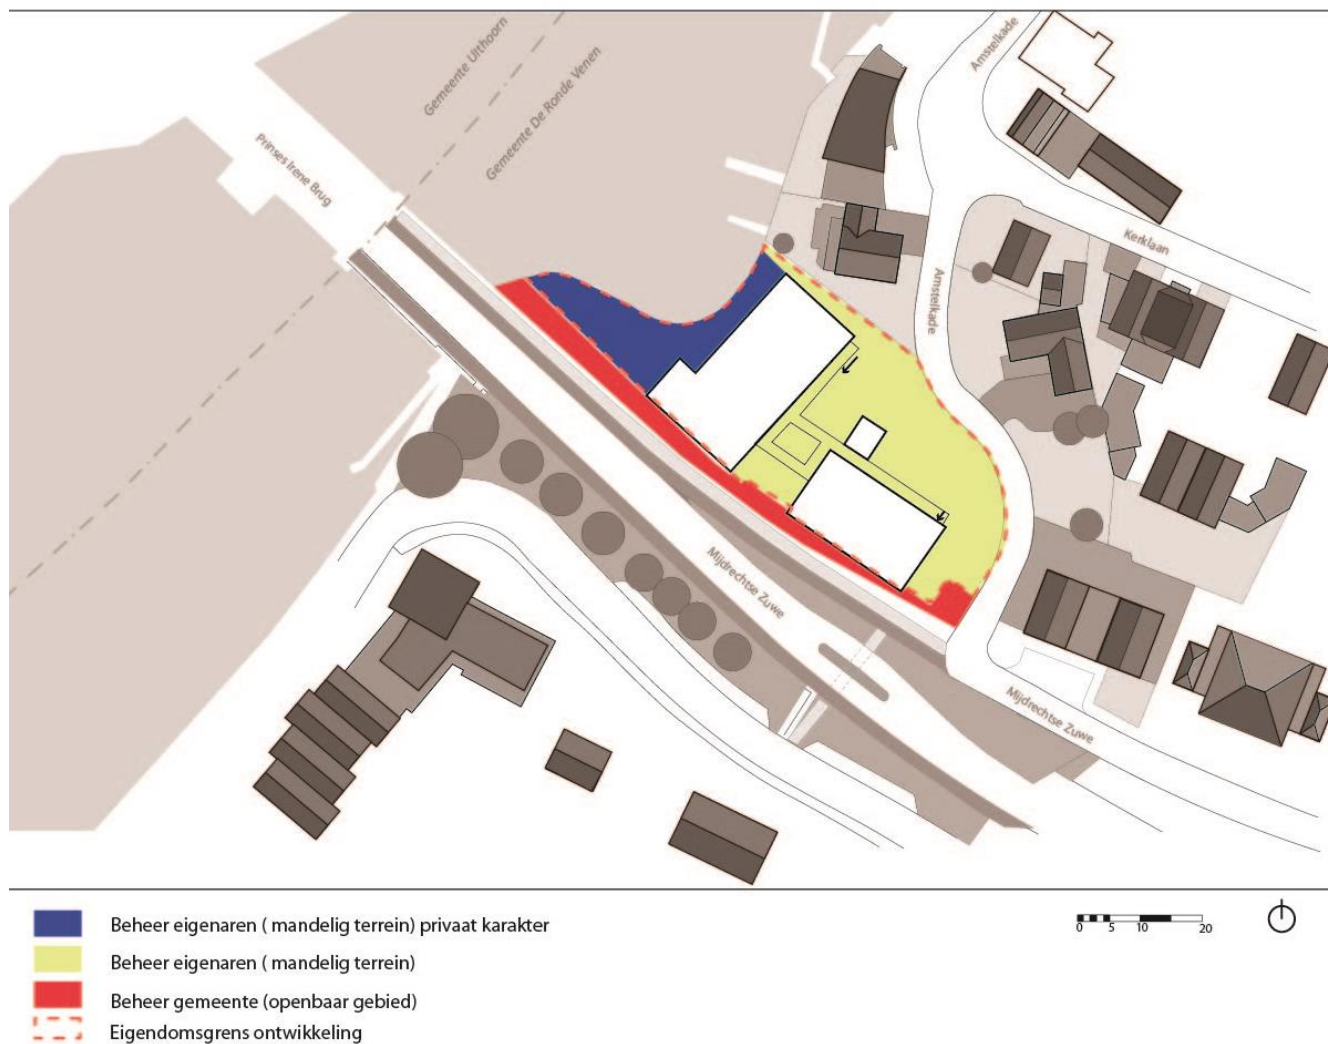 Gemeente Uithoorn
Gemeente De Ronde Venen
Prinses Irene Brug
Amstelkade
Kerklaan
Amstelkade
Mijdrechtse Zuwe
Mijdrechtse Zuwe
Beheer eigenaren ( mandelig terrein) privaat karakter
Beheer eigenaren ( mandelig terrein)
Beheer gemeente (openbaar gebied)
Eigendomsgrens ontwikkeling
0 5 10 20